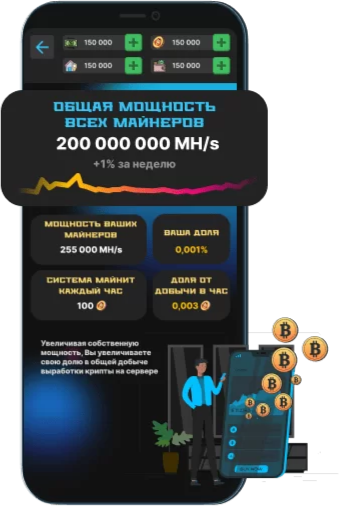 150 000
150 000
150 000
150 000
ОБЩАЯ МОЩНОСТЬ
ВСЕХ МАЙНЕРОВ
200 000 000 MH/s
+1% за неделю
МОЩНОСТЬ ВАШИХ
МАЙНЕРОВ
255 000 MH/s
ВАША ДОЛЯ
0,001%
СИСТЕМА МАЙНИТ
КАЖДЫЙ ЧАС
100
ДОЛЯ ОТ
ДОБЫЧИ В ЧАС
0,003
Увеличивая собственную
мощность, Вы увеличиваете
свою долю в общей добыче
выработки крипты на сервере